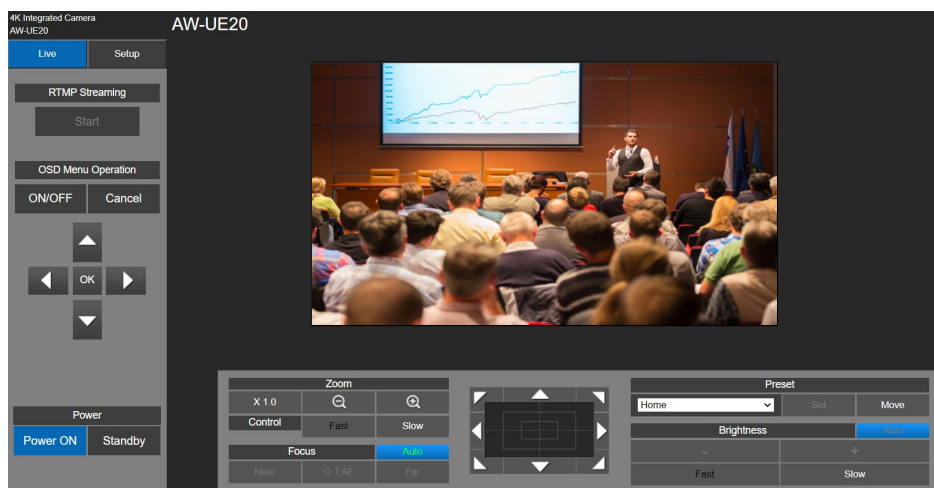 4K Integrated Camera
AW-UE20
AW-UE20
Live
Setup
RTMP Streaming
Start
OSD Menu Operation
ON/OFF
Cancel
OK
Power
Power ON
Standby
Zoom
X 1.0
Control
Fast
Slow
Focus
Auto
Near
O.T.AF
Far
Preset
Home
Set
Move
Brightness
Auto
-
+
Fast
Slow